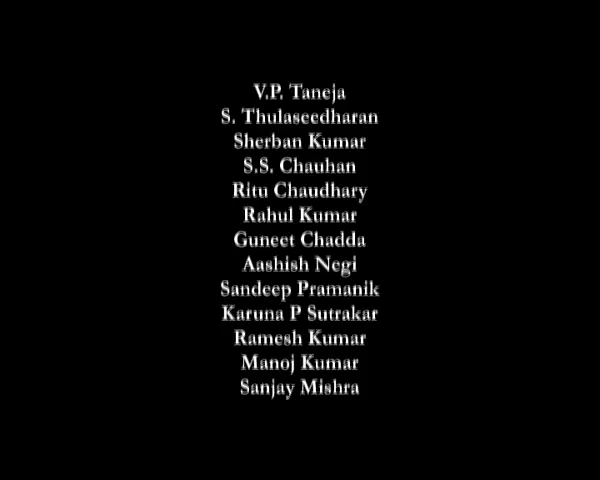 V.P. Taneja
S. Thulaseedharan
Sherban Kumar
S.S. Chauhan
Ritu Chaudhary
Rahul Kumar
Guneet Chadda
Aashish Negi
Sandeep Pramanik
Karuna P Sutrakar
Ramesh Kumar
Manoj Kumar
Sanjay Mishra